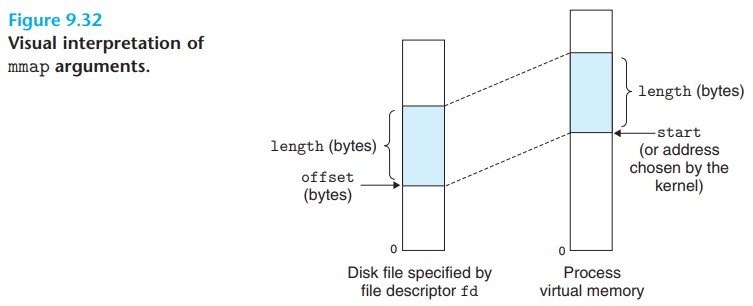 Figure 9.32
Visual interpretation of
mmap arguments.
length (bytes)
start
(or address
chosen by the
kernel)
length (bytes)
offset
(bytes)
0
0
Disk file specified by
file descriptor fd
Process
virtual memory